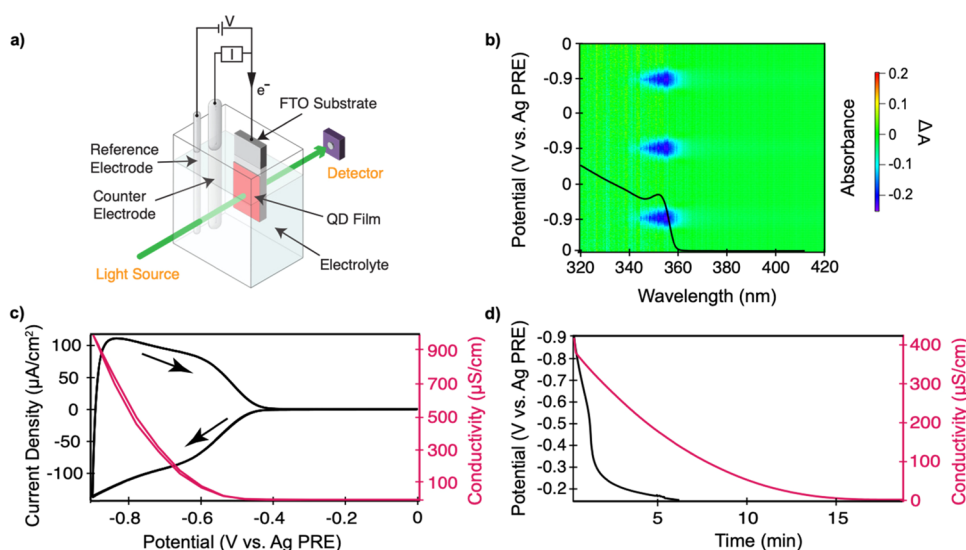 a)
V
I
e⁻
FTO Substrate
Reference
Electrode
Detector
Counter
Electrode
QD Film
Electrolyte
Light Source
b)
Potential (V vs. Ag PRE)
0
-0.9
0
-0.9
0
-0.9
0
320 340 360 380 400 420
Wavelength (nm)
Absorbance
0.2
0
-0.2
ΔA
c)
Current Density (µA/cm²)
100
50
0
-50
-100
-0.8 -0.6 -0.4 -0.2 0
Potential (V vs. Ag PRE)
900
700
500
300
100
0
Conductivity (µS/cm)
d)
Potential (V vs. Ag PRE)
-0.9
-0.8
-0.7
-0.6
-0.5
-0.4
-0.3
-0.2
5 10 15
Time (min)
400
300
200
100
0
Conductivity (µS/cm)